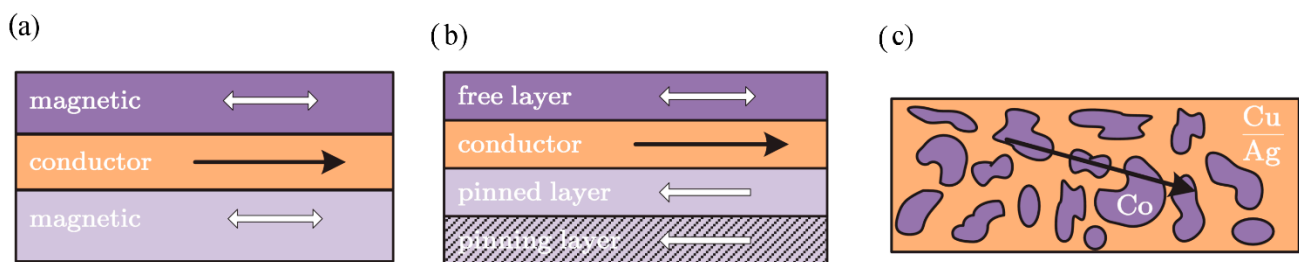 (a)
magnetic
conductor
magnetic
(b)
free layer
conductor
pinned layer
pinning layer
(c)
Cu
Ag
Co